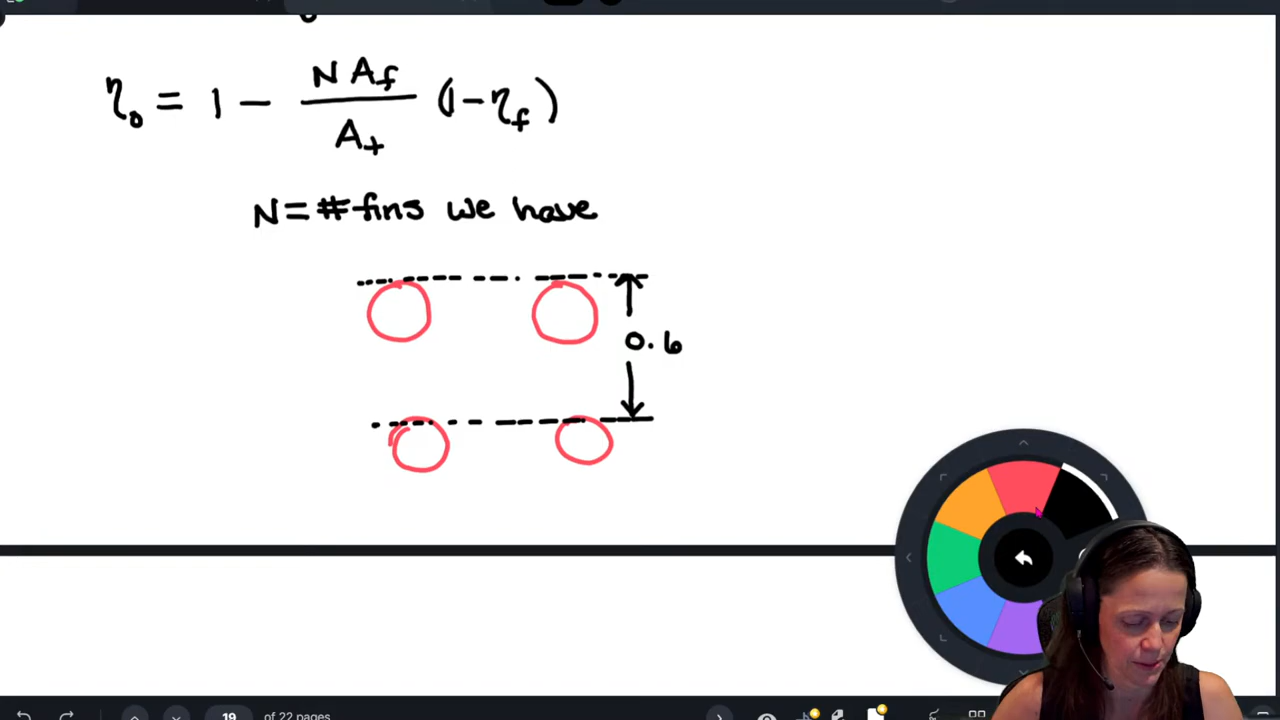 η₀ = 1 - N A_f / A_t (1-η_f)
N = # fins we have
0.6
19 of 22 pages